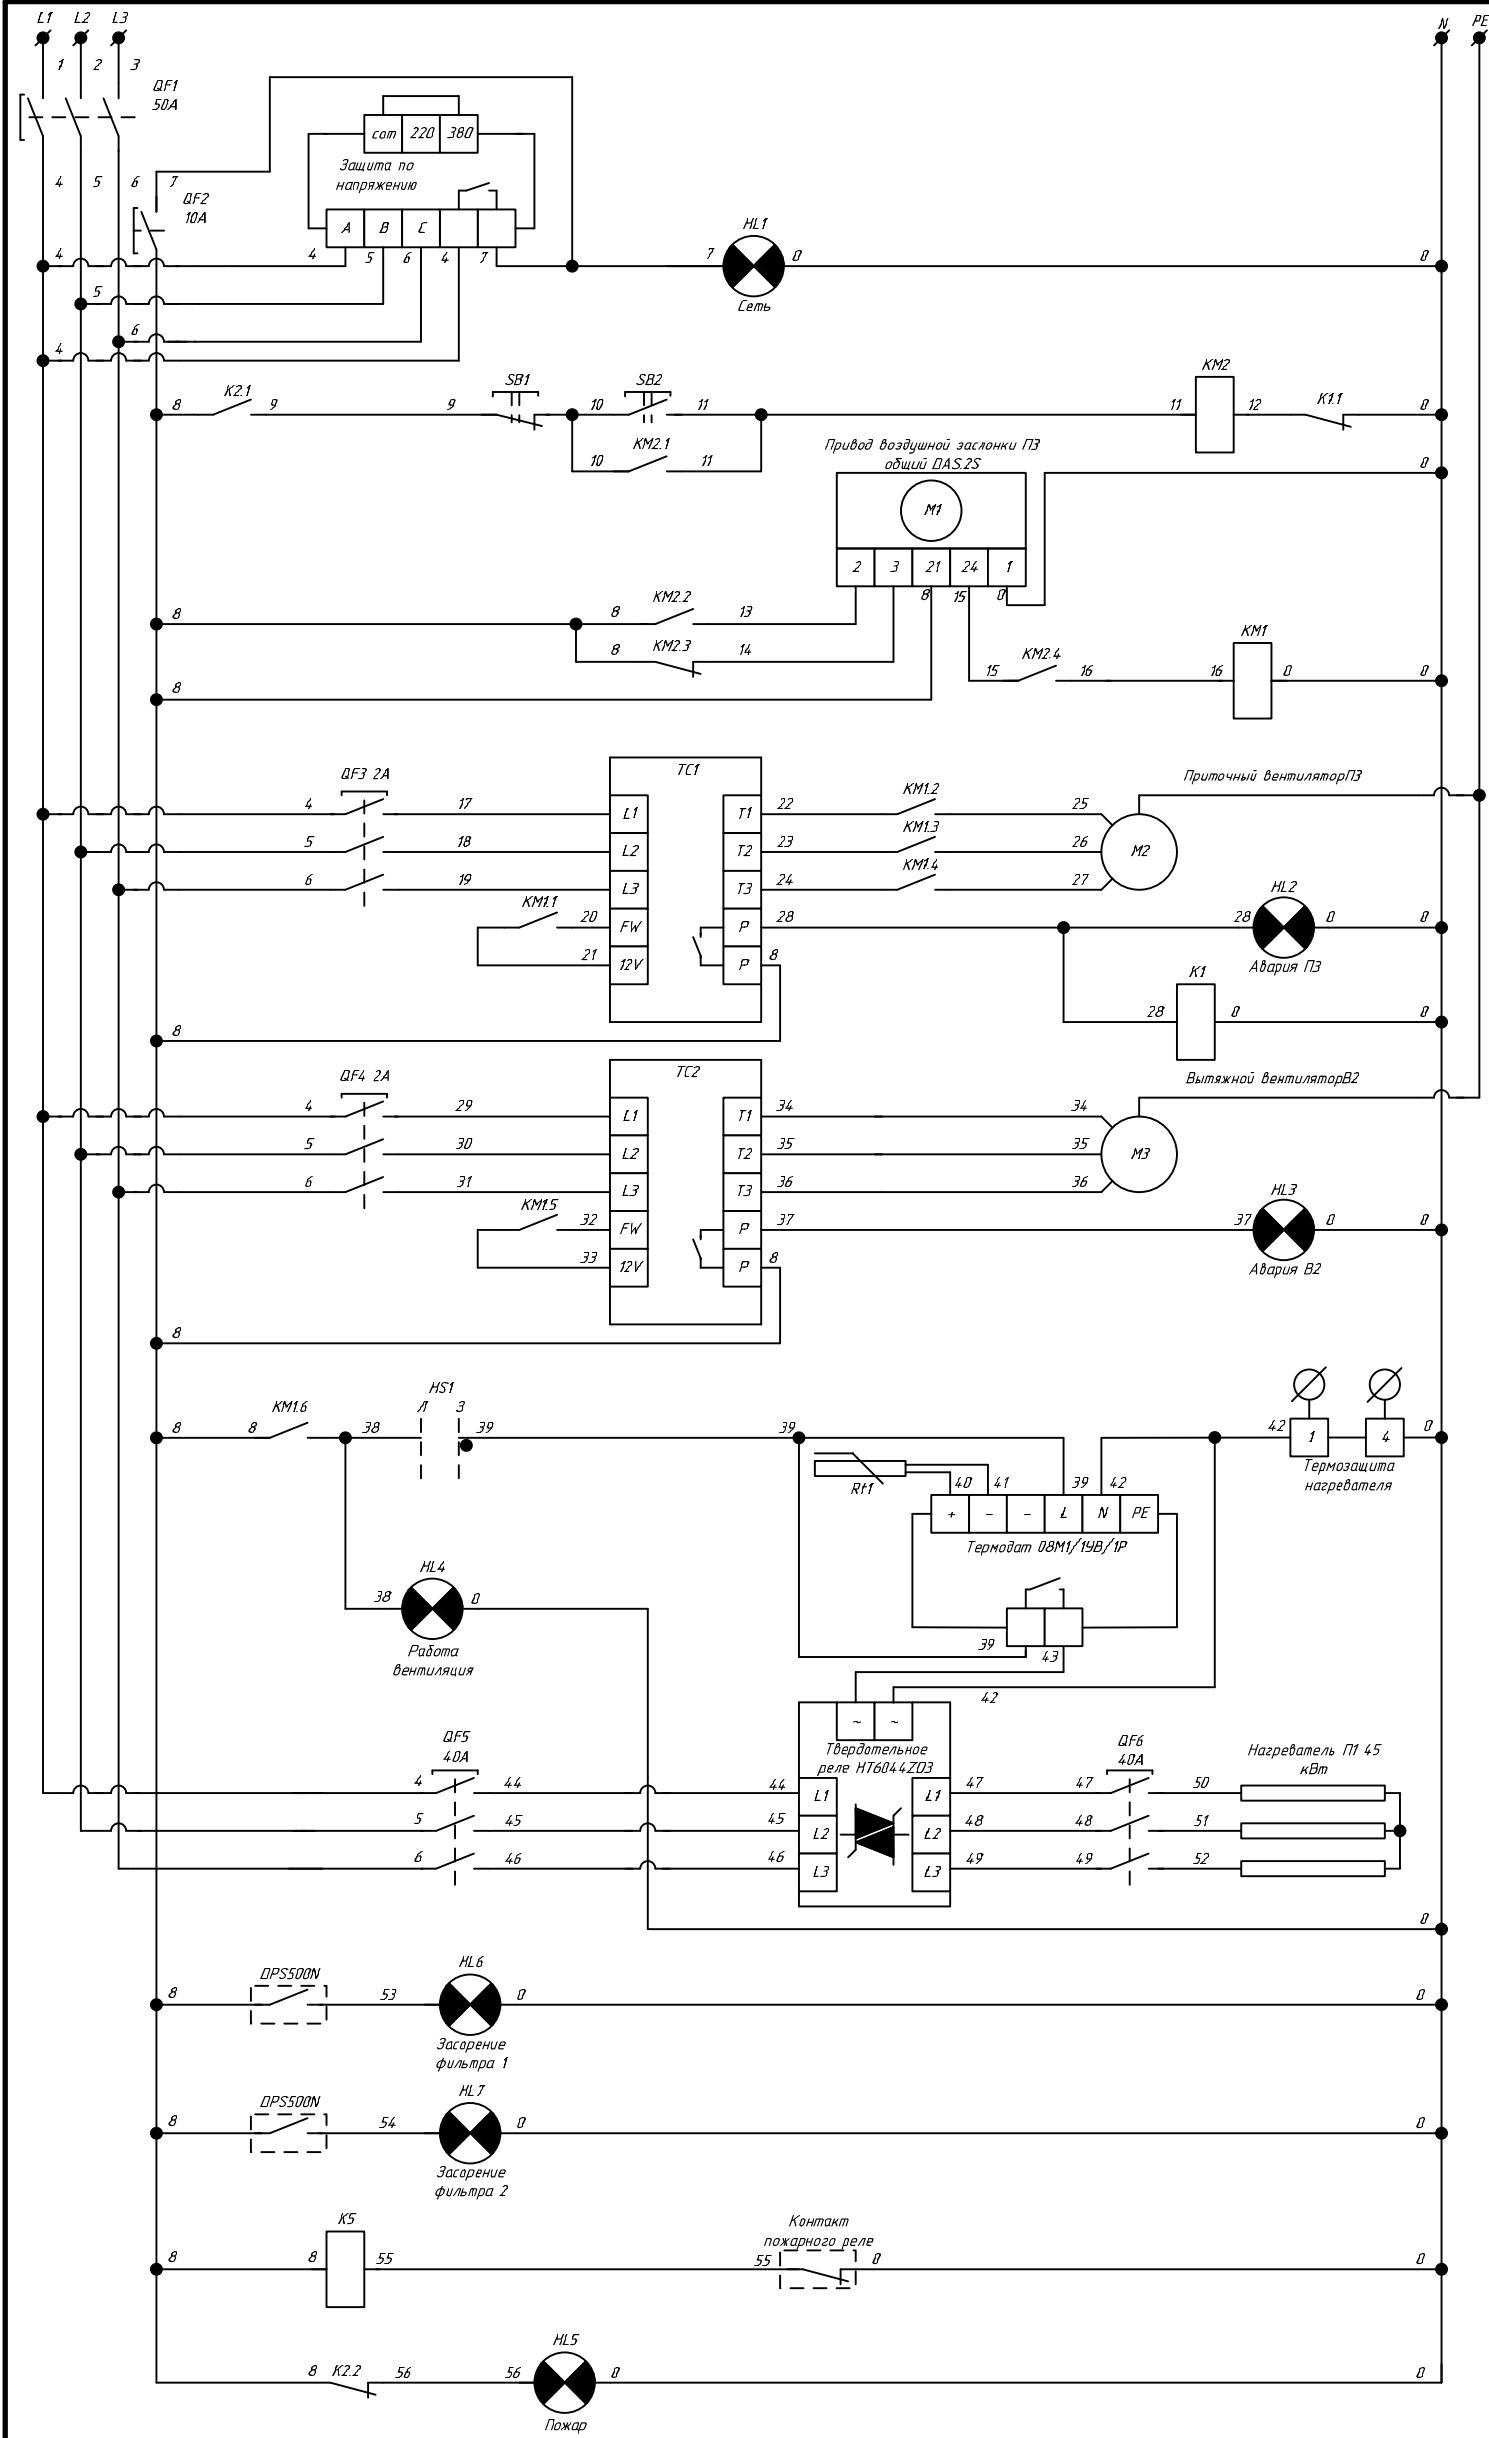 L1 L2 L3 N PE
1 2 3
QF1
50A
com 220 380
Защита по
напряжению
4 5 6 7
QF2
10A
A B C
HL1
4 4 5 6 4 7 7 0 0
Сеть
5
6
4
8 K2.1 9 9 SB1 10 SB2 11 11 KM2 12 K1.1 0
10 KM2.1 11
Привод воздушной заслонки П3
общий DAS.2S
0
M1
2 3 21 24 1
8 15 0
8 8 KM2.2 13
8 KM2.3 14
KM1
15 KM2.4 16 16 0 0
8
TC1
QF3 2A
Приточный вентиляторП3
4 17 L1 T1 22 KM1.2 25
5 18 L2 T2 23 KM1.3 26 M2
6 19 L3 T3 24 KM1.4 27
HL2
KM1.1 20 FW P 28 28 0 0
21 12V P 8
Авария П3
K1
28 0 0
8
TC2
QF4 2A
Вытяжной вентиляторВ2
4 29 L1 T1 34 34
5 30 L2 T2 35 35 M3
6 31 L3 T3 36 36
HL3
KM1.5 32 FW P 37 37 0 0
33 12V P 8
Авария В2
8
HS1
Л З
8 8 KM1.6 38 39 39 42 1 4 0
Термозащита
нагревателя
Rt1
40 41 39 42
+ - - L N PE
Термодат 08М1/1УВ/1Р
HL4
38 0
Работа
вентиляция
39 43
42
~ ~
Твердотельное
реле HT6044ZD3
QF5
40A
QF6
40A
Нагреватель П1 45
кВт
4 44 44 L1 L1 47 47 50
5 45 45 L2 L2 48 48 51
6 46 46 L3 L3 49 49 52
0
DPS500N
HL6
8 53 0 0
Засорение
фильтра 1
DPS500N
HL7
8 54 0 0
Засорение
фильтра 2
K5
Контакт
пожарного реле
8 8 55 55 0 0
HL5
8 K2.2 56 56 0 0
Пожар